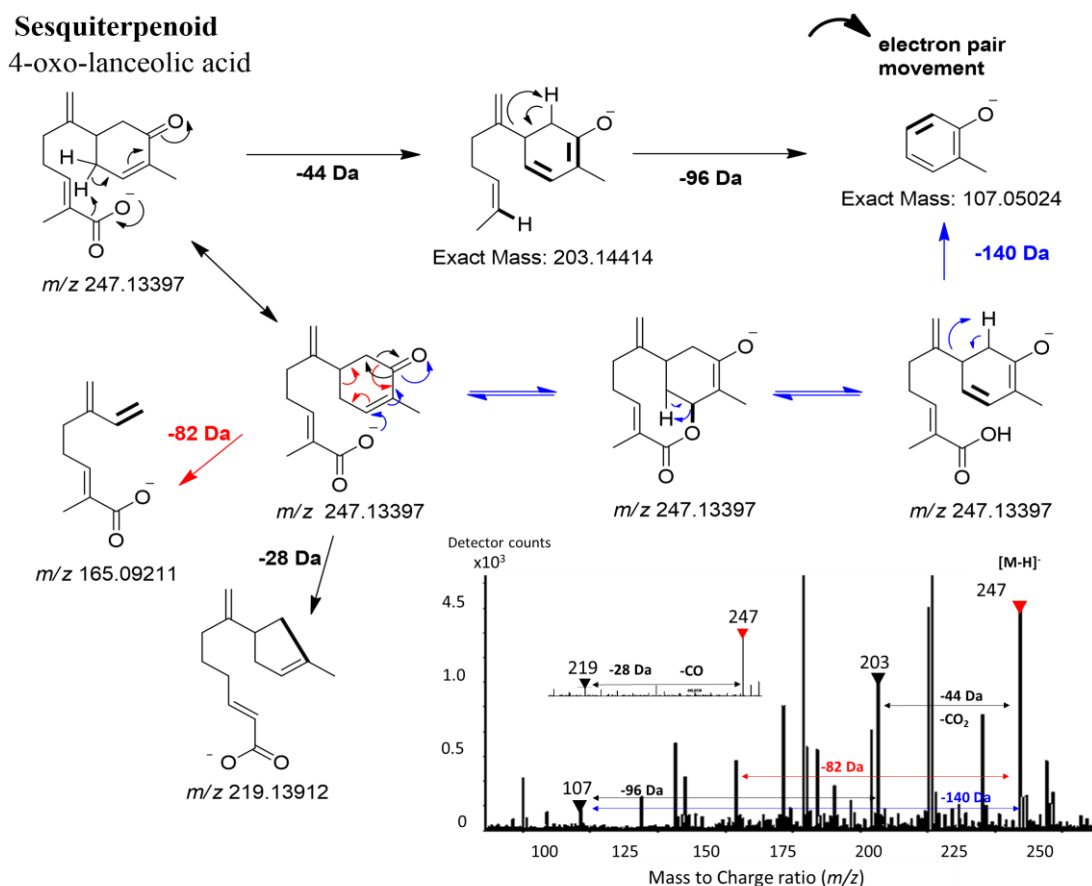 Sesquiterpenoid
4-oxo-lanceolic acid
electron pair
movement
O
H
H
O⁻
O
m/z 247.13397
-44 Da
H
O⁻
H
Exact Mass: 203.14414
-96 Da
O⁻
Exact Mass: 107.05024
-140 Da
-82 Da
O⁻
O
m/z 165.09211
O
O⁻
O
m/z 247.13397
O⁻
H
O
O
m/z 247.13397
H
O⁻
OH
O
m/z 247.13397
-28 Da
⁻O
O
m/z 219.13912
Detector counts
x10³
[M-H]⁻
247
4.5
247
219
-28 Da
-CO
203
1.0
-44 Da
-CO₂
0.5
-82 Da
107
-96 Da
-140 Da
0
100
125
150
175
200
225
250
Mass to Charge ratio (m/z)